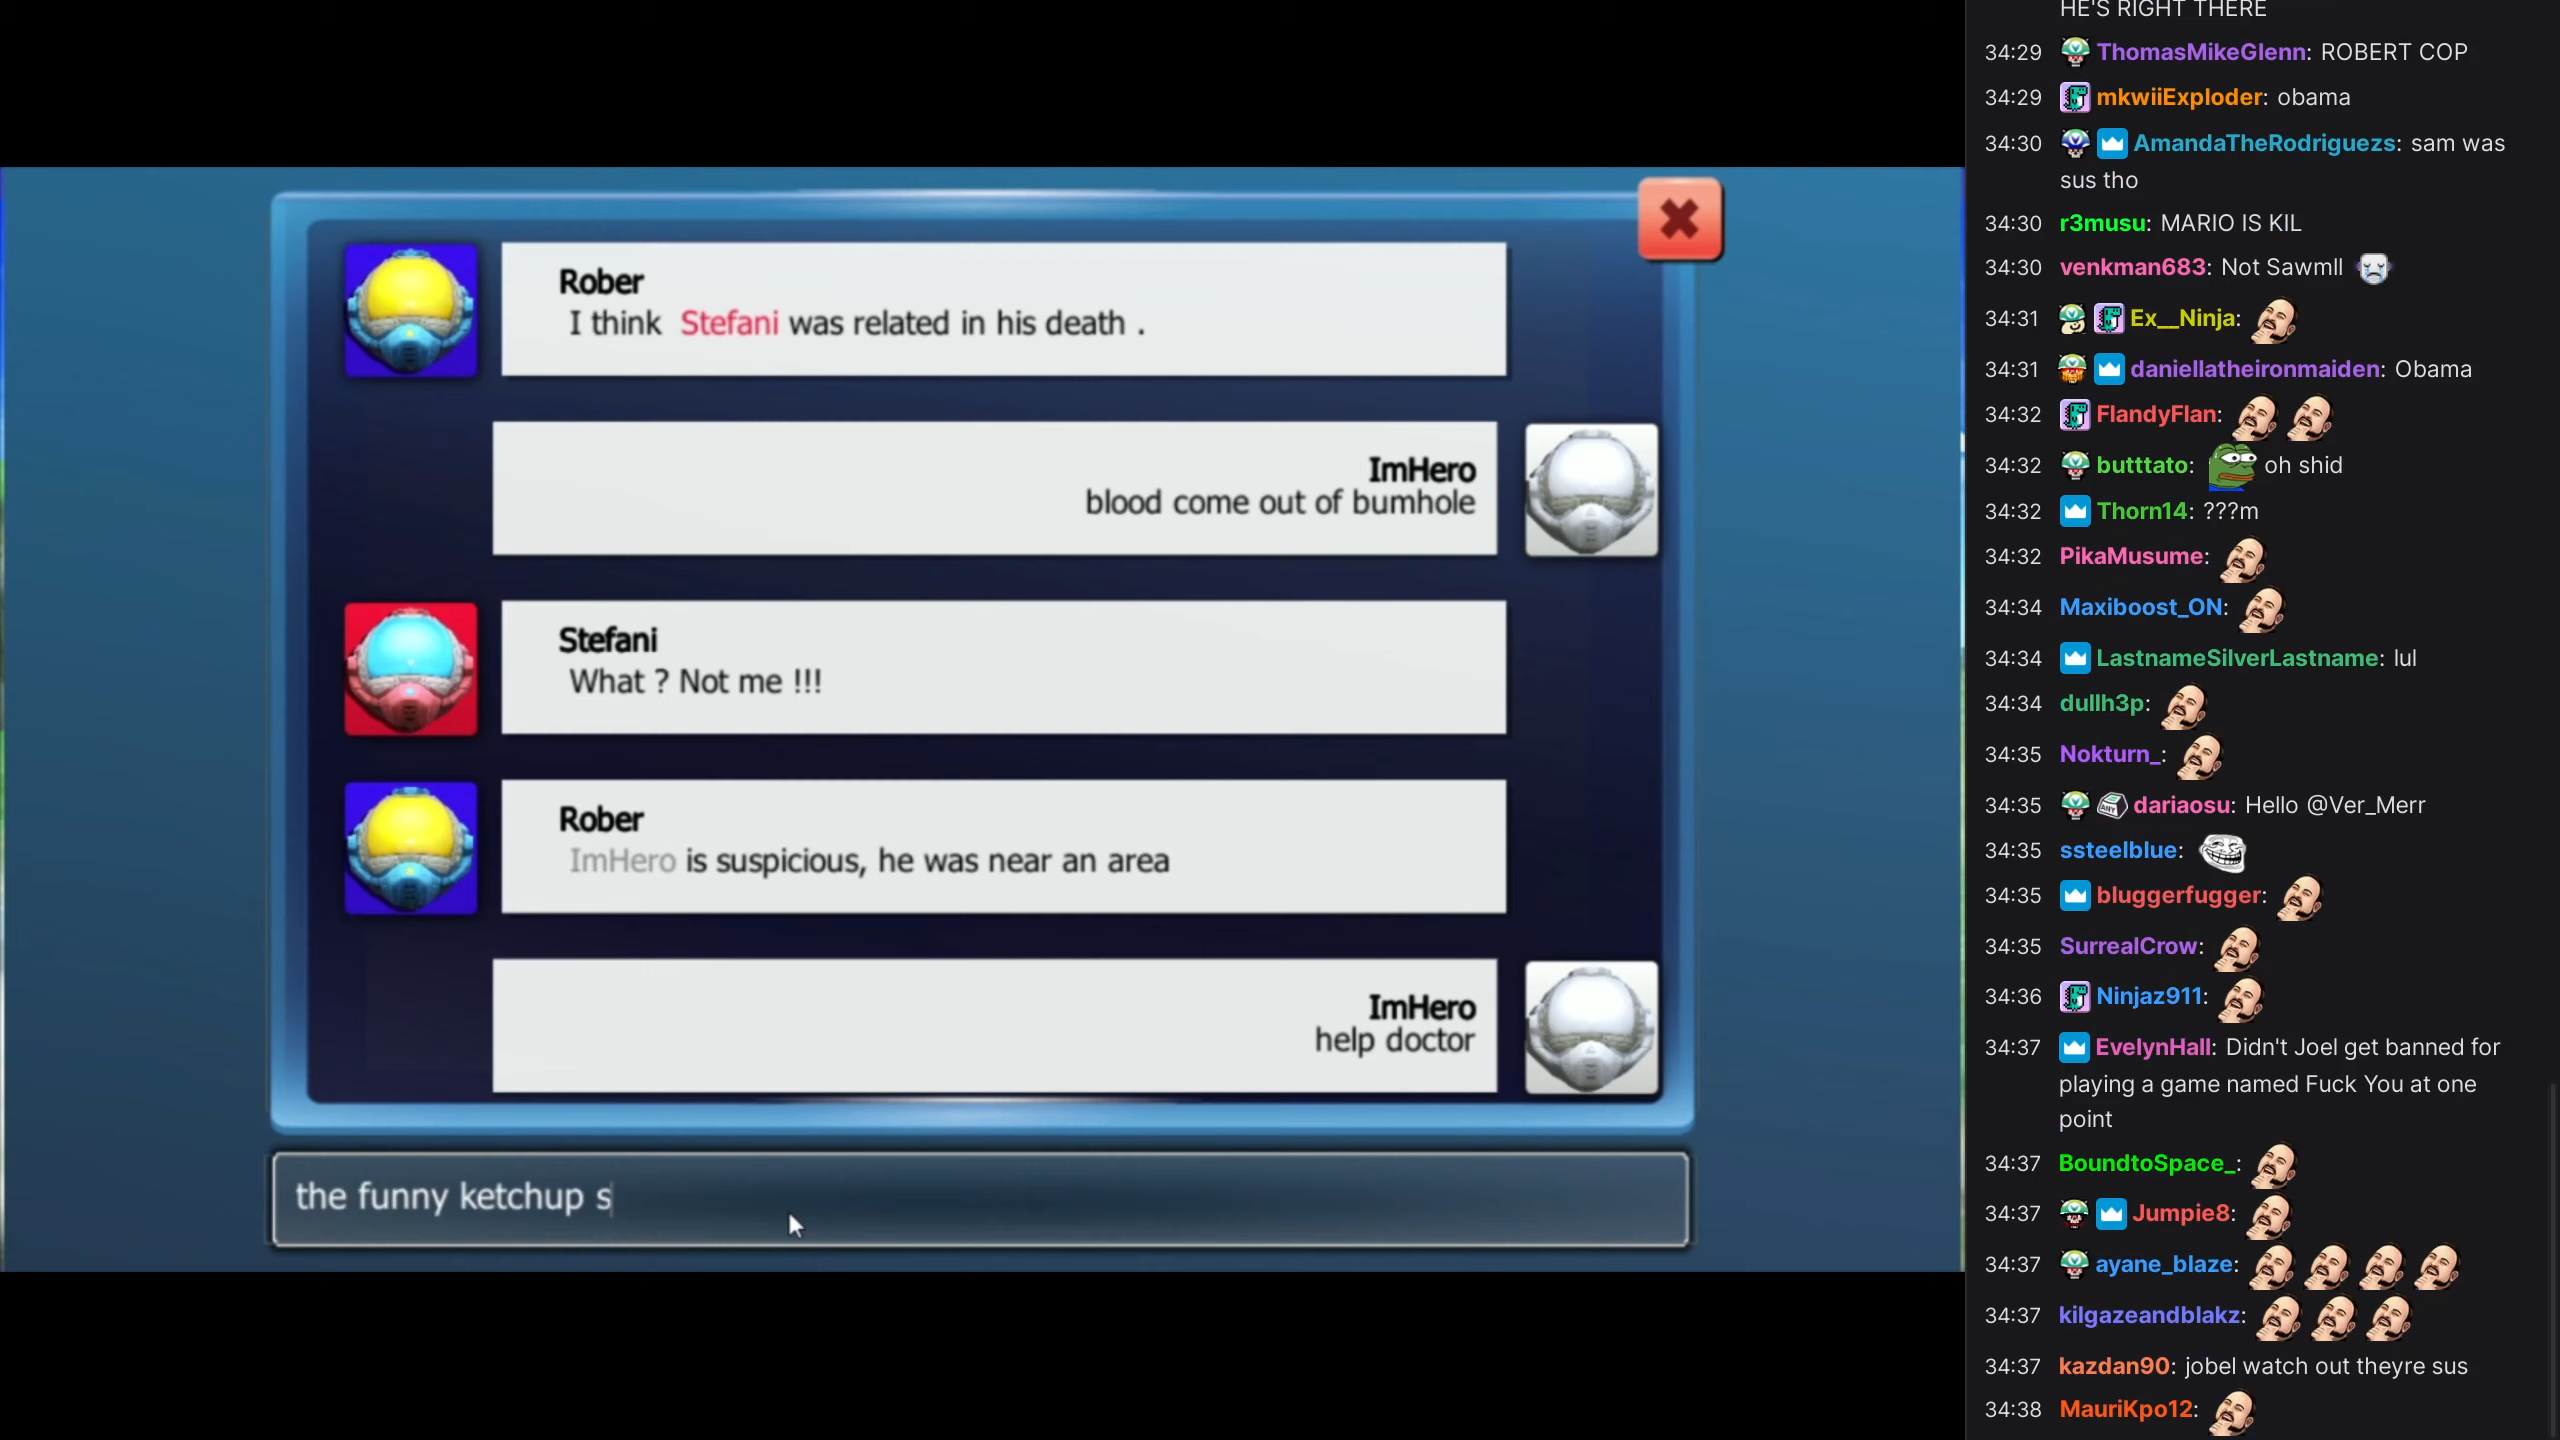 Rober
I think Stefani was related in his death .
ImHero
blood come out of bumhole
Stefani
What ? Not me !!!
Rober
ImHero is suspicious, he was near an area
ImHero
help doctor
the funny ketchup s
HE'S RIGHT THERE
34:29 ThomasMikeGlenn: ROBERT COP
34:29 mkwiiExploder: obama
34:30 AmandaTheRodriguezs: sam was
sus tho
34:30 r3musu: MARIO IS KIL
34:30 venkman683: Not Sawmll
34:31 Ex__Ninja:
34:31 daniellatheironmaiden: Obama
34:32 FlandyFlan:
34:32 butttato: oh shid
34:32 Thorn14: ???m
34:32 PikaMusume:
34:34 Maxiboost_ON:
34:34 LastnameSilverLastname: lul
34:34 dullh3p:
34:35 Nokturn_:
34:35 dariaosu: Hello @Ver_Merr
34:35 ssteelblue:
34:35 bluggerfugger:
34:35 SurrealCrow:
34:36 Ninjaz911:
34:37 EvelynHall: Didn't Joel get banned for
playing a game named Fuck You at one
point
34:37 BoundtoSpace_:
34:37 Jumpie8:
34:37 ayane_blaze:
34:37 kilgazeandblakz:
34:37 kazdan90: jobel watch out theyre sus
34:38 MauriKpo12: